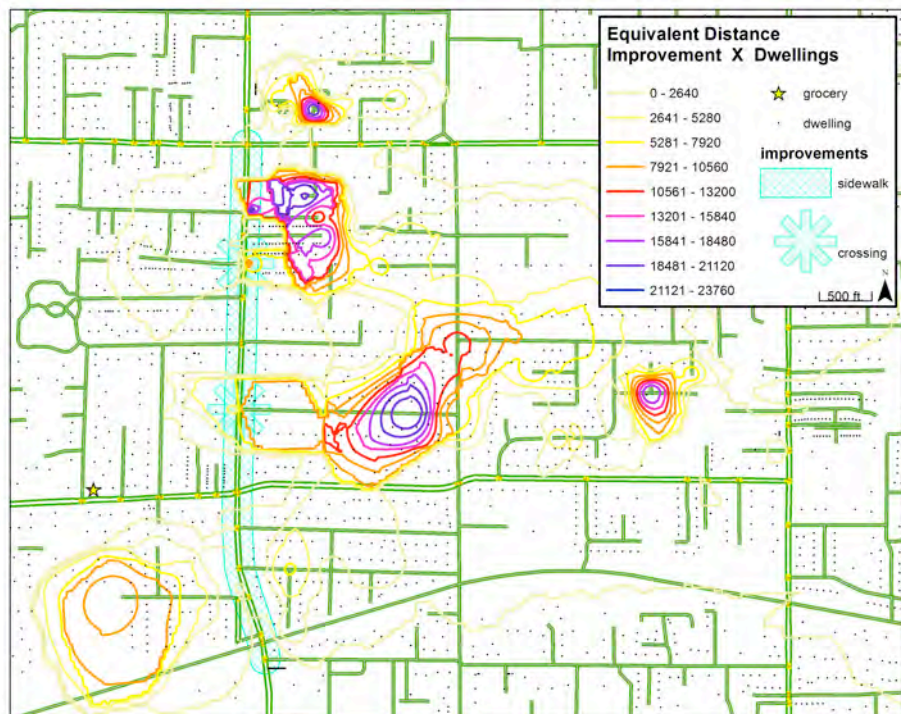 Equivalent Distance
Improvement X Dwellings
0 - 2640
2641 - 5280
5281 - 7920
7921 - 10560
10561 - 13200
13201 - 15840
15841 - 18480
18481 - 21120
21121 - 23760
grocery
dwelling
improvements
sidewalk
crossing
N
500 ft.